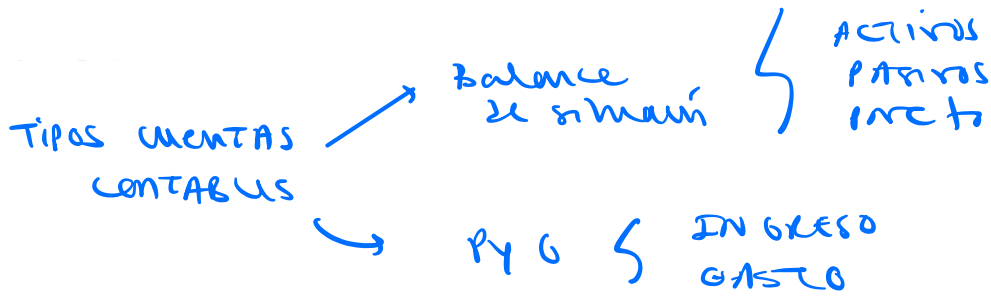 TIPOS CUENTAS
CONTABLES
Balance
de situación
ACTIVOS
PASIVOS
PNETO
PyG
INGRESO
GASTO